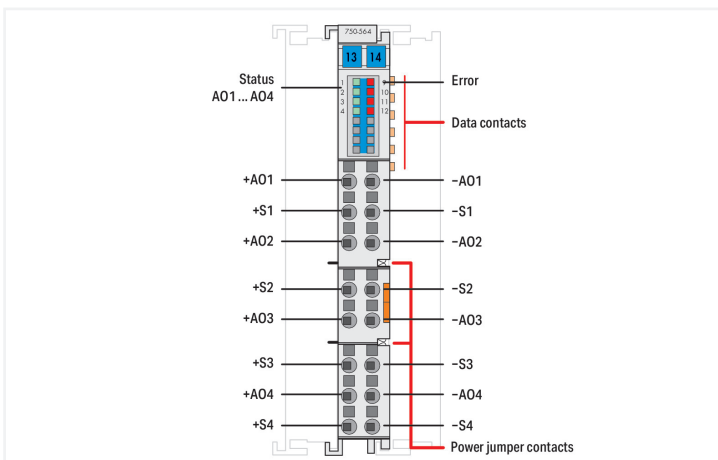 750-564
13 14
Status
AO1 ... AO4
1
2
3
4
9
10
11
12
Error
Data contacts
+AO1
-AO1
+S1
-S1
+AO2
-AO2
+S2
-S2
+AO3
-AO3
+S3
-S3
+AO4
-AO4
+S4
-S4
Power jumper contacts